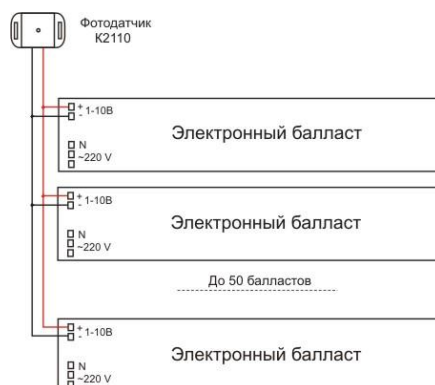 Фотодатчик
К2110
+ 1-10В
-
Электронный балласт
N
~220 V
+ 1-10В
-
Электронный балласт
N
~220 V
До 50 балластов
+ 1-10В
-
Электронный балласт
N
~220 V